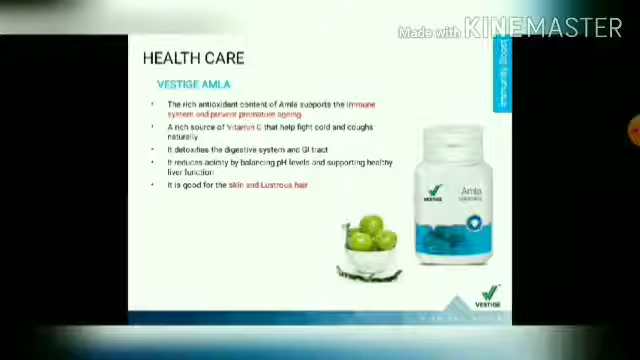 Made with KINEMASTER
HEALTH CARE
VESTIGE AMLA
• The rich antioxidant content of Amla supports the immune
system and prevent premature ageing
• A rich source of Vitamin C that help fight cold and coughs
naturally
• It detoxifies the digestive system and GI tract
• It reduces acidity by balancing pH levels and supporting healthy
liver function
• It is good for the skin and Lustrous hair
VESTIGE
Amla
VESTIGE